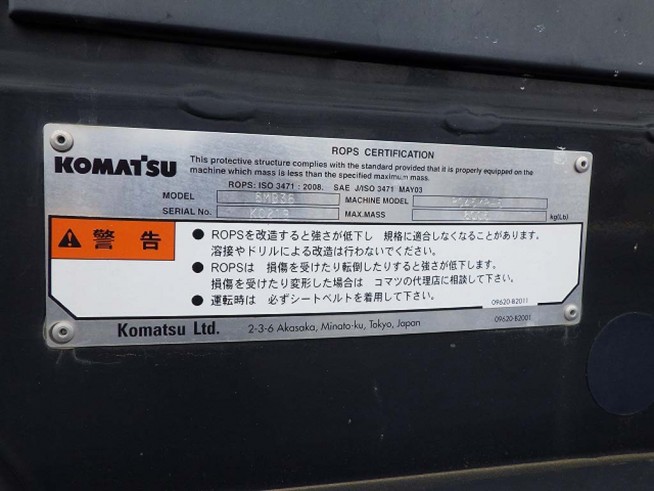 ROPS CERTIFICATION
KOMATSU
This protective structure complies with the standard provided that it is properly equipped on the
machine which mass is less than the specified maximum mass.
ROPS: ISO 3471 : 2008. SAE J/ISO 3471 MAY03
MODEL
MACHINE MODEL
SERIAL No.
MAX.MASS
kg(Lb)
警告
● ROPSを改造すると強さが低下し 規格に適合しなくなることがあります。
溶接やドリルによる改造は行わないでください。
● ROPSは 損傷を受けたり転倒したりすると強さが低下します。
損傷を受けたり変形した場合は コマツの代理店に相談して下さい。
● 運転時は 必ずシートベルトを着用して下さい。
09620-B2011
Komatsu Ltd. 2-3-6 Akasaka, Minato-ku, Tokyo, Japan
09620-B2001